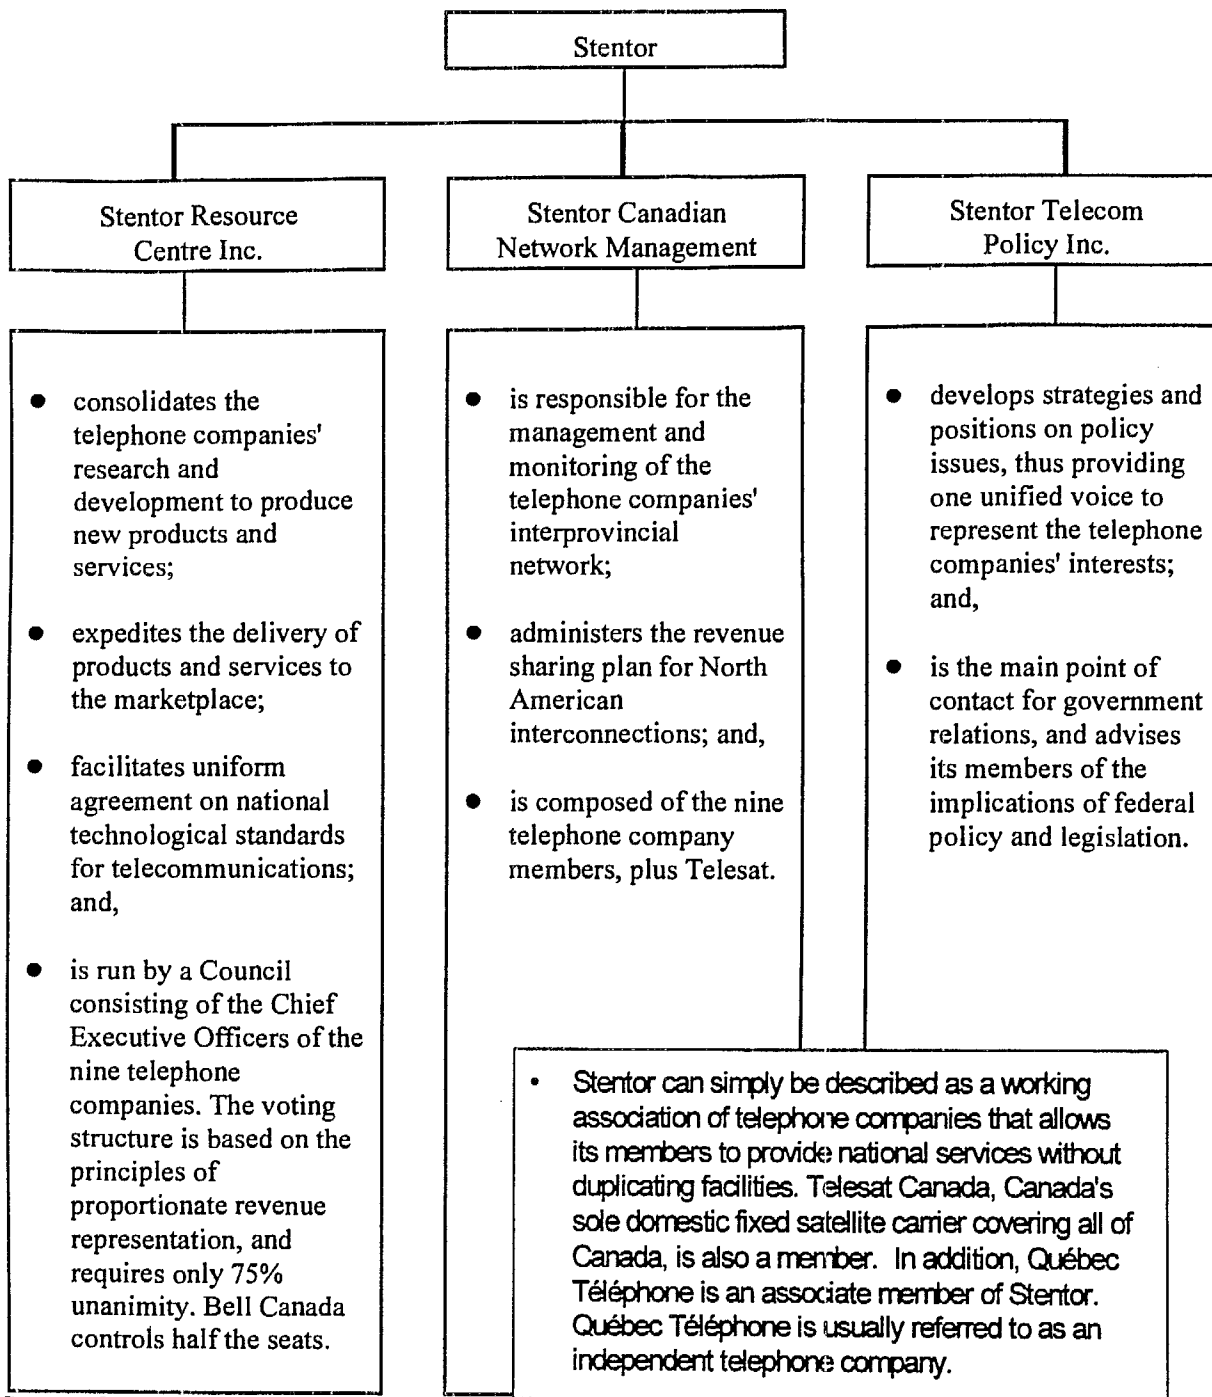 Stentor
Stentor Resource
Centre Inc.
Stentor Canadian
Network Management
Stentor Telecom
Policy Inc.
● consolidates the
telephone companies'
research and
development to produce
new products and
services;
● expedites the delivery of
products and services to
the marketplace;
● facilitates uniform
agreement on national
technological standards
for telecommunications;
and,
● is run by a Council
consisting of the Chief
Executive Officers of the
nine telephone
companies. The voting
structure is based on the
principles of
proportionate revenue
representation, and
requires only 75%
unanimity. Bell Canada
controls half the seats.
● is responsible for the
management and
monitoring of the
telephone companies'
interprovincial
network;
● administers the revenue
sharing plan for North
American
interconnections; and,
● is composed of the nine
telephone company
members, plus Telesat.
● develops strategies and
positions on policy
issues, thus providing
one unified voice to
represent the telephone
companies' interests;
and,
● is the main point of
contact for government
relations, and advises
its members of the
implications of federal
policy and legislation.
• Stentor can simply be described as a working
association of telephone companies that allows
its members to provide national services without
duplicating facilities. Telesat Canada, Canada's
sole domestic fixed satellite carrier covering all of
Canada, is also a member. In addition, Québec
Téléphone is an associate member of Stentor.
Québec Téléphone is usually referred to as an
independent telephone company.